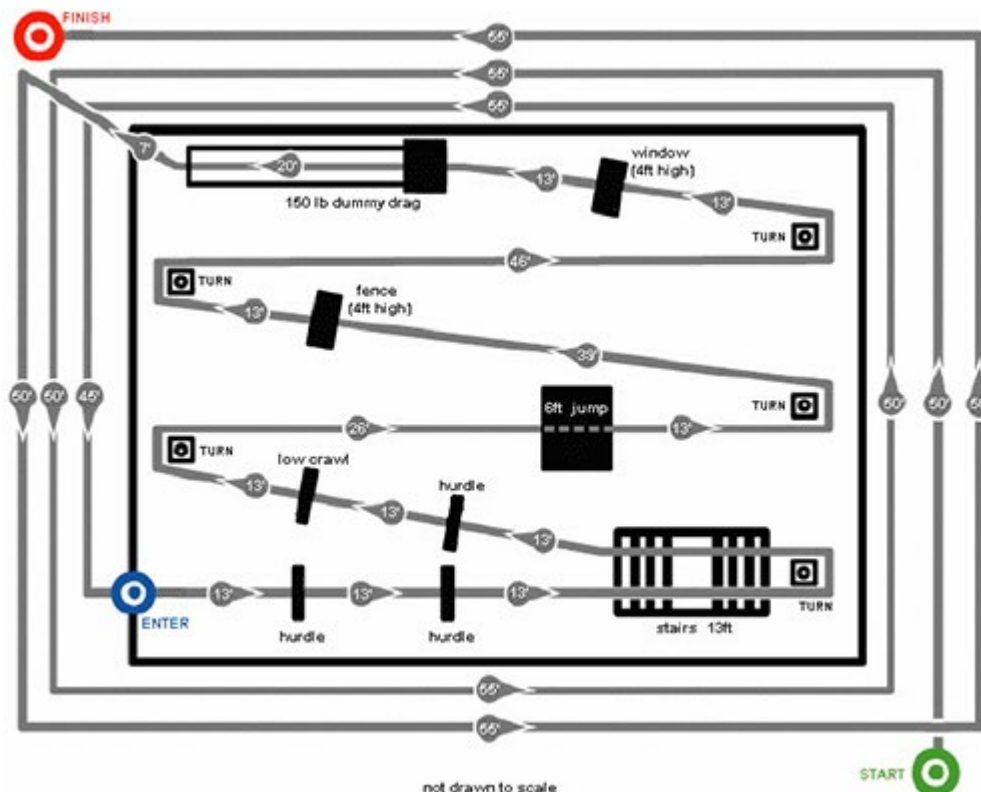 FINISH
55'
55'
55'
7'
20'
150 lb dummy drag
13'
window
(4ft high)
13'
TURN
46'
TURN
fence
(4ft high)
13'
39'
TURN
50'
50'
45'
50'
50'
6ft jump
26'
13'
TURN
low crawl
13'
hurdle
13'
13'
13'
13'
13'
TURN
ENTER
hurdle
hurdle
stairs 13ft
55'
55'
START
not drawn to scale